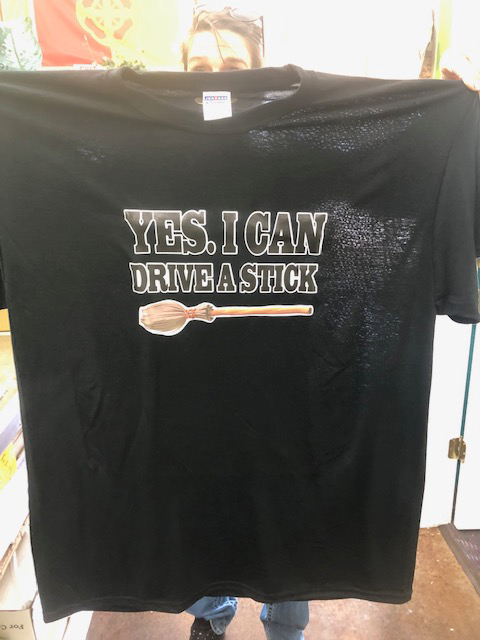 YES. I CAN
DRIVE A STICK